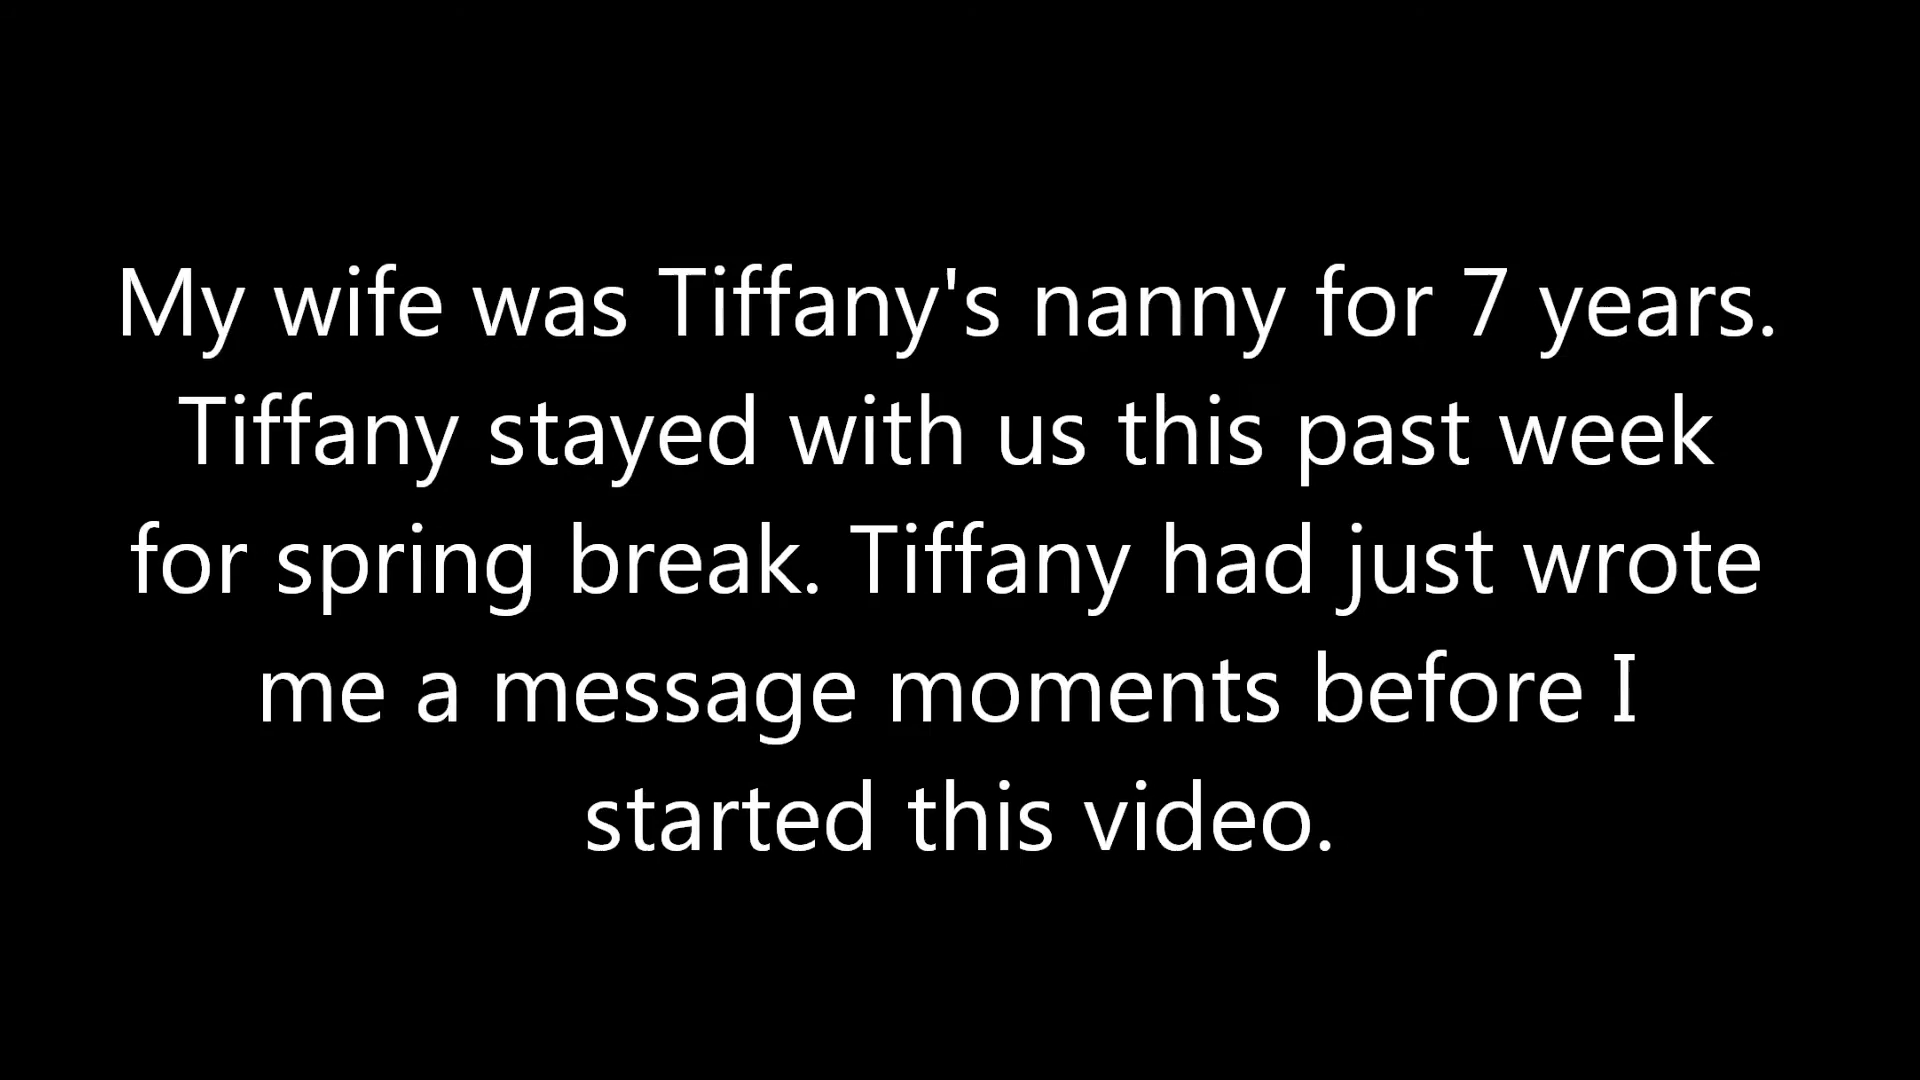 My wife was Tiffany's nanny for 7 years.
Tiffany stayed with us this past week
for spring break. Tiffany had just wrote
me a message moments before I
started this video.